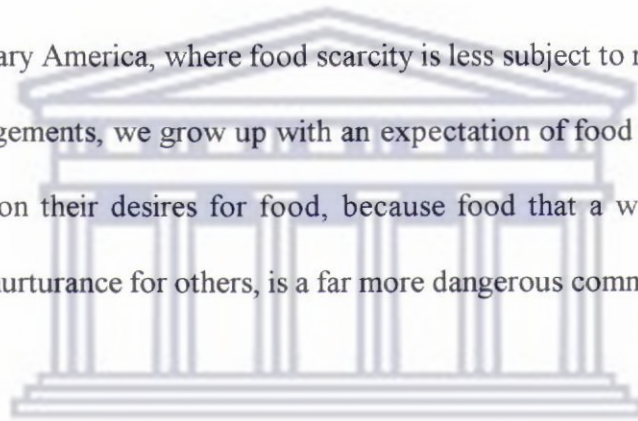 ary America, where food scarcity is less subject to
gements, we grow up with an expectation of food
on their desires for food, because food that a w
urturance for others, is a far more dangerous comm